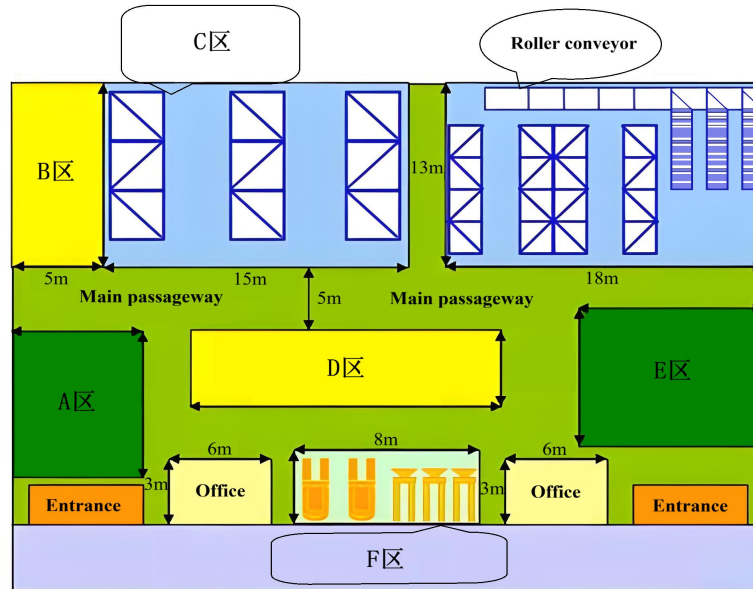 C区
Roller conveyor
B区
13m
5m
15m
18m
Main passageway
5m
Main passageway
A区
D区
E区
6m
8m
6m
3m
Office
3m
Office
Entrance
Entrance
F区